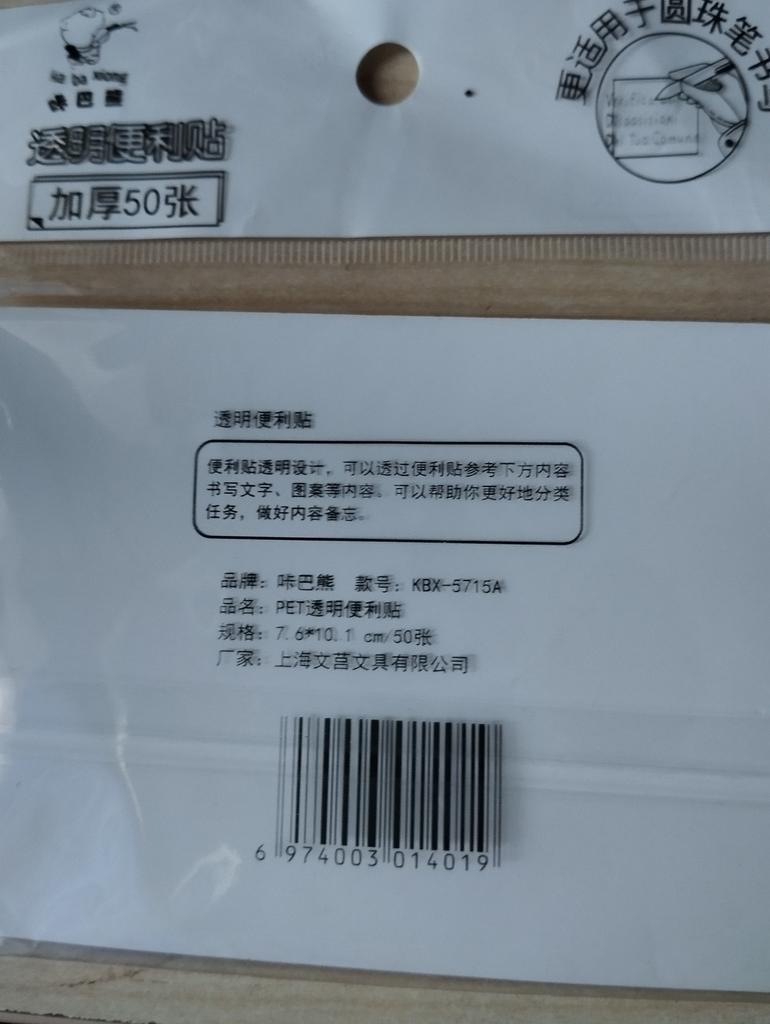 ka ba xiong
咔巴熊
透明便利贴
加厚50张
更适用于圆珠笔书写
透明便利贴
便利贴透明设计，可以透过便利贴参考下方内容
书写文字、图案等内容。可以帮助你更好地分类
任务，做好内容备忘。
品牌：咔巴熊 款号：KBX-5715A
品名：PET透明便利贴
规格：7.6*10.1 cm/50张
厂家：上海文莒文具有限公司
6 974003 014019